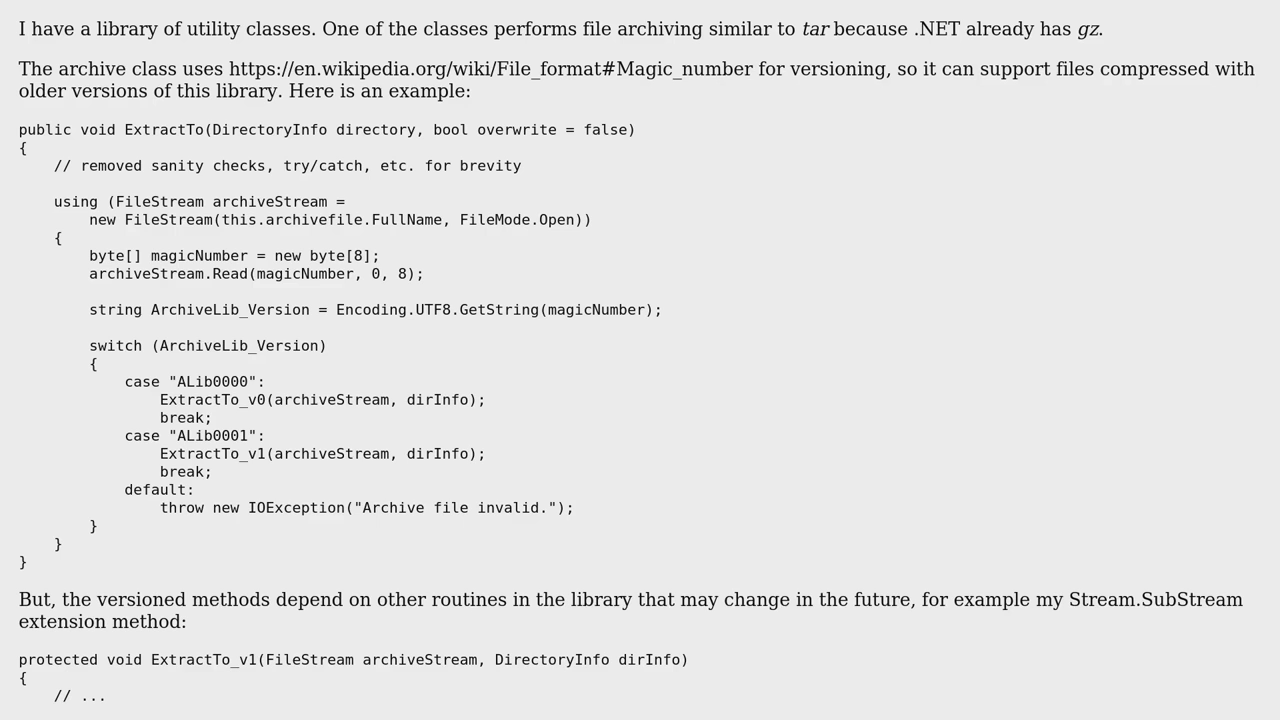 I have a library of utility classes. One of the classes performs file archiving similar to tar because .NET already has gz.
The archive class uses https://en.wikipedia.org/wiki/File_format#Magic_number for versioning, so it can support files compressed with
older versions of this library. Here is an example:
public void ExtractTo(DirectoryInfo directory, bool overwrite = false)
{
    // removed sanity checks, try/catch, etc. for brevity
    using (FileStream archiveStream =
        new FileStream(this.archivefile.FullName, FileMode.Open))
    {
        byte[] magicNumber = new byte[8];
        archiveStream.Read(magicNumber, 0, 8);
        string ArchiveLib_Version = Encoding.UTF8.GetString(magicNumber);
        switch (ArchiveLib_Version)
        {
            case "ALib0000":
                ExtractTo_v0(archiveStream, dirInfo);
                break;
            case "ALib0001":
                ExtractTo_v1(archiveStream, dirInfo);
                break;
            default:
                throw new IOException("Archive file invalid.");
        }
    }
}
But, the versioned methods depend on other routines in the library that may change in the future, for example my Stream.SubStream
extension method:
protected void ExtractTo_v1(FileStream archiveStream, DirectoryInfo dirInfo)
{
    // ...